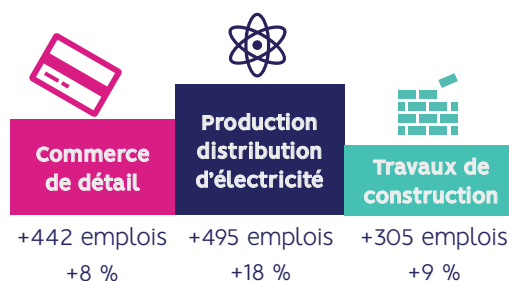 Commerce
de détail
+442 emplois
+8 %
Production
distribution
d'électricité
+495 emplois
+18 %
Travaux de
construction
+305 emplois
+9 %